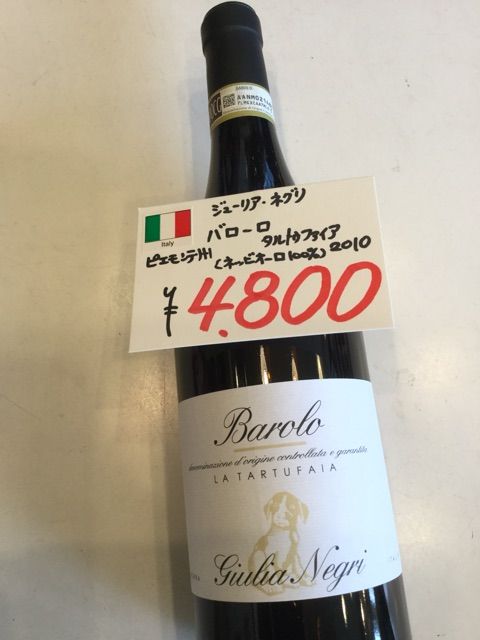 BAROLO
ジューリア・ネグリ
Italy
バローロ
タルトゥファイア
ピエモンテ州 (ネッビオーロ100%) 2010
¥4.800
Barolo
denominazione d'origine controllata e garantita
LA TARTUFAIA
Giulia Negri